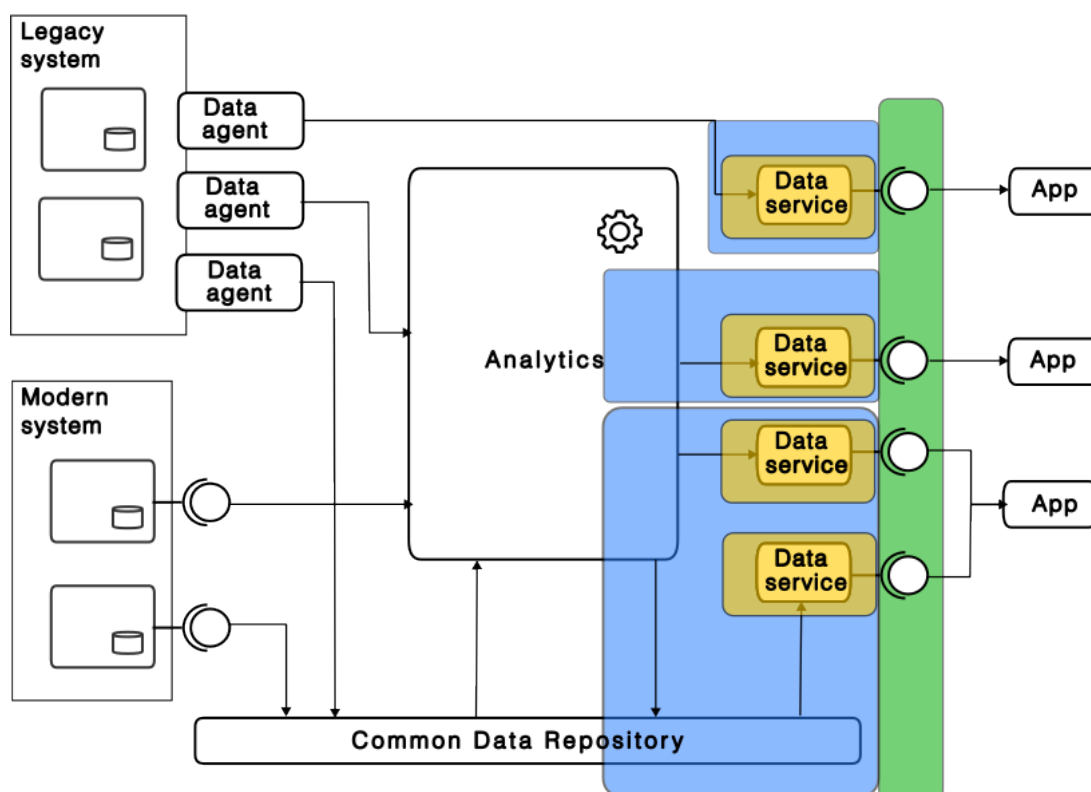 Legacy
system
Data
agent
Data
agent
Data
agent
Data
service
App
Analytics
Data
service
App
Modern
system
Data
service
App
Data
service
Common Data Repository